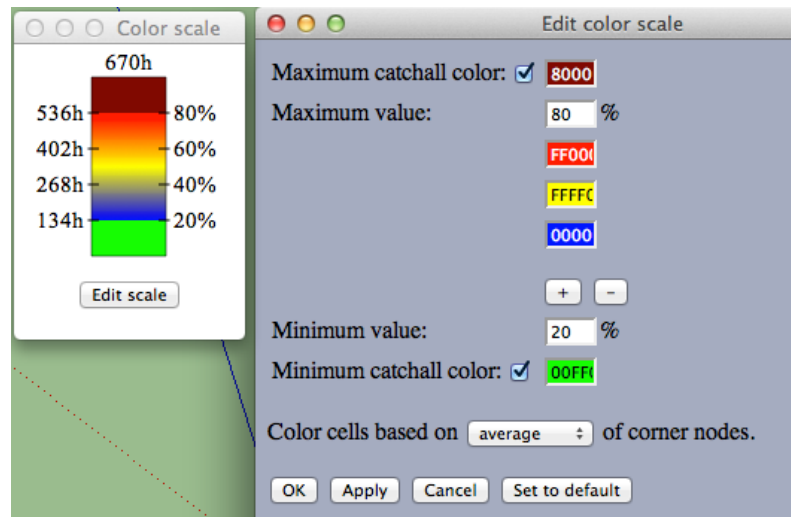 Color scale
670h
536h 80%
402h 60%
268h 40%
134h 20%
Edit scale
Edit color scale
Maximum catchall color: 8000
Maximum value: 80 %
FF00
FFFF
0000
+ -
Minimum value: 20 %
Minimum catchall color: 00FF
Color cells based on average of corner nodes.
OK Apply Cancel Set to default